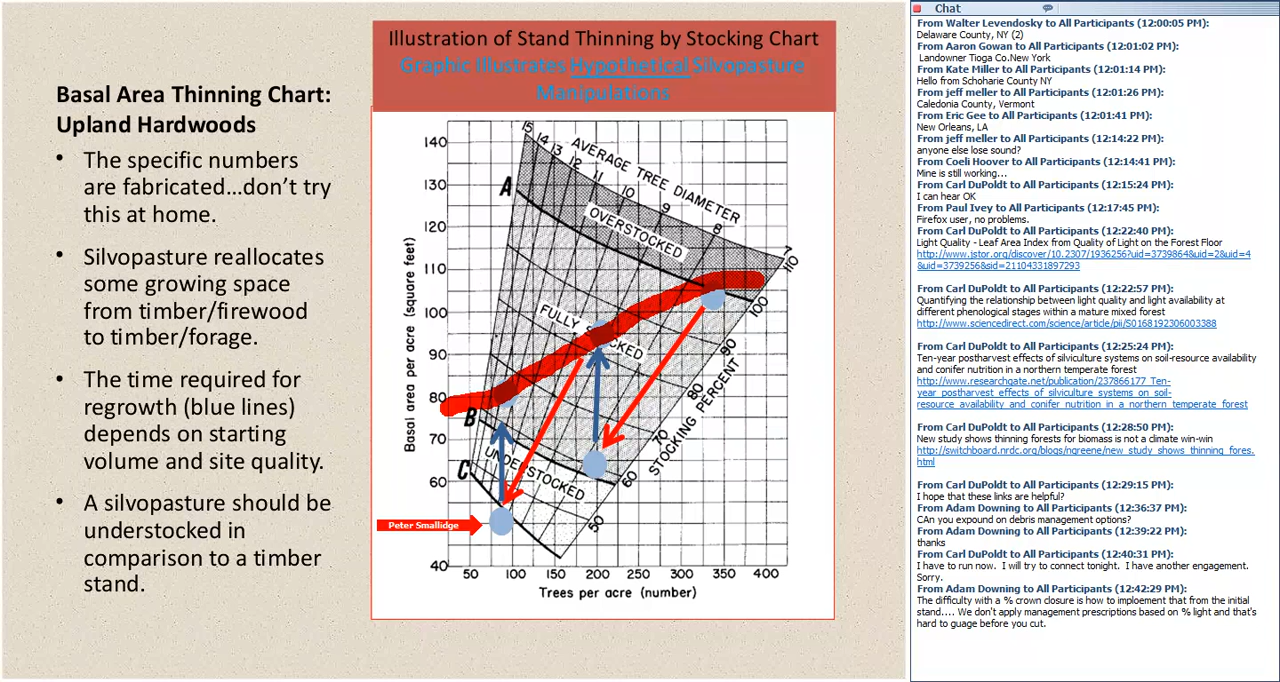 Illustration of Stand Thinning by Stocking Chart
Graphic Illustrates Hypothetical Silvopasture
Manipulations
Basal Area Thinning Chart:
Upland Hardwoods
• The specific numbers
are fabricated...don't try
this at home.
• Silvopasture reallocates
some growing space
from timber/firewood
to timber/forage.
• The time required for
regrowth (blue lines)
depends on starting
volume and site quality.
• A silvopasture should be
understocked in
comparison to a timber
stand.
140
130
120
110
100
90
80
70
60
40
Basal area per acre (square feet)
15
14
13
12
11
10
9
8
7
AVERAGE TREE DIAMETER
A
OVERSTOCKED
110
100
FULLY
CKED
90
80
STOCKING PERCENT
70
B
60
C
UNDERSTOCKED
50
Peter Smallidge
50 100 150 200 250 300 350 400
Trees per acre (number)
Chat
From Walter Levendosky to All Participants (12:00:05 PM):
Delaware County, NY (2)
From Aaron Gowan to All Participants (12:01:02 PM):
Landowner Tioga Co.New York
From Kate Miller to All Participants (12:01:14 PM):
Hello from Schoharie County NY
From jeff meller to All Participants (12:01:26 PM):
Caledonia County, Vermont
From Eric Gee to All Participants (12:01:41 PM):
New Orleans, LA
From jeff meller to All Participants (12:14:22 PM):
anyone else lose sound?
From Coeli Hoover to All Participants (12:14:41 PM):
Mine is still working...
From Carl DuPoldt to All Participants (12:15:24 PM):
I can hear OK
From Paul Ivey to All Participants (12:17:45 PM):
Firefox user, no problems.
From Carl DuPoldt to All Participants (12:22:40 PM):
Light Quality - Leaf Area Index from Quality of Light on the Forest Floor
http://www.jstor.org/discover/10.2307/1936256?uid=3739864&uid=2&uid=4
&uid=3739256&sid=21104331897293
From Carl DuPoldt to All Participants (12:22:57 PM):
Quantifying the relationship between light quality and light availability at
different phenological stages within a mature mixed forest
http://www.sciencedirect.com/science/article/pii/S0168192306003388
From Carl DuPoldt to All Participants (12:25:24 PM):
Ten-year postharvest effects of silviculture systems on soil-resource availability
and conifer nutrition in a northern temperate forest
http://www.researchgate.net/publication/237866177_Ten-
year_postharvest_effects_of_silviculture_systems_on_soil-
resource_availability_and_conifer_nutrition_in_a_northern_temperate_forest
From Carl DuPoldt to All Participants (12:28:50 PM):
New study shows thinning forests for biomass is not a climate win-win
http://switchboard.nrdc.org/blogs/ngreene/new_study_shows_thinning_fores.
html
From Carl DuPoldt to All Participants (12:29:15 PM):
I hope that these links are helpful?
From Adam Downing to All Participants (12:36:37 PM):
CAn you expound on debris management options?
From Adam Downing to All Participants (12:39:22 PM):
thanks
From Carl DuPoldt to All Participants (12:40:31 PM):
I have to run now. I will try to connect tonight. I have another engagement.
Sorry.
From Adam Downing to All Participants (12:42:29 PM):
The difficulty with a % crown closure is how to imploement that from the initial
stand.... We don't apply management prescriptions based on % light and that's
hard to guage before you cut.